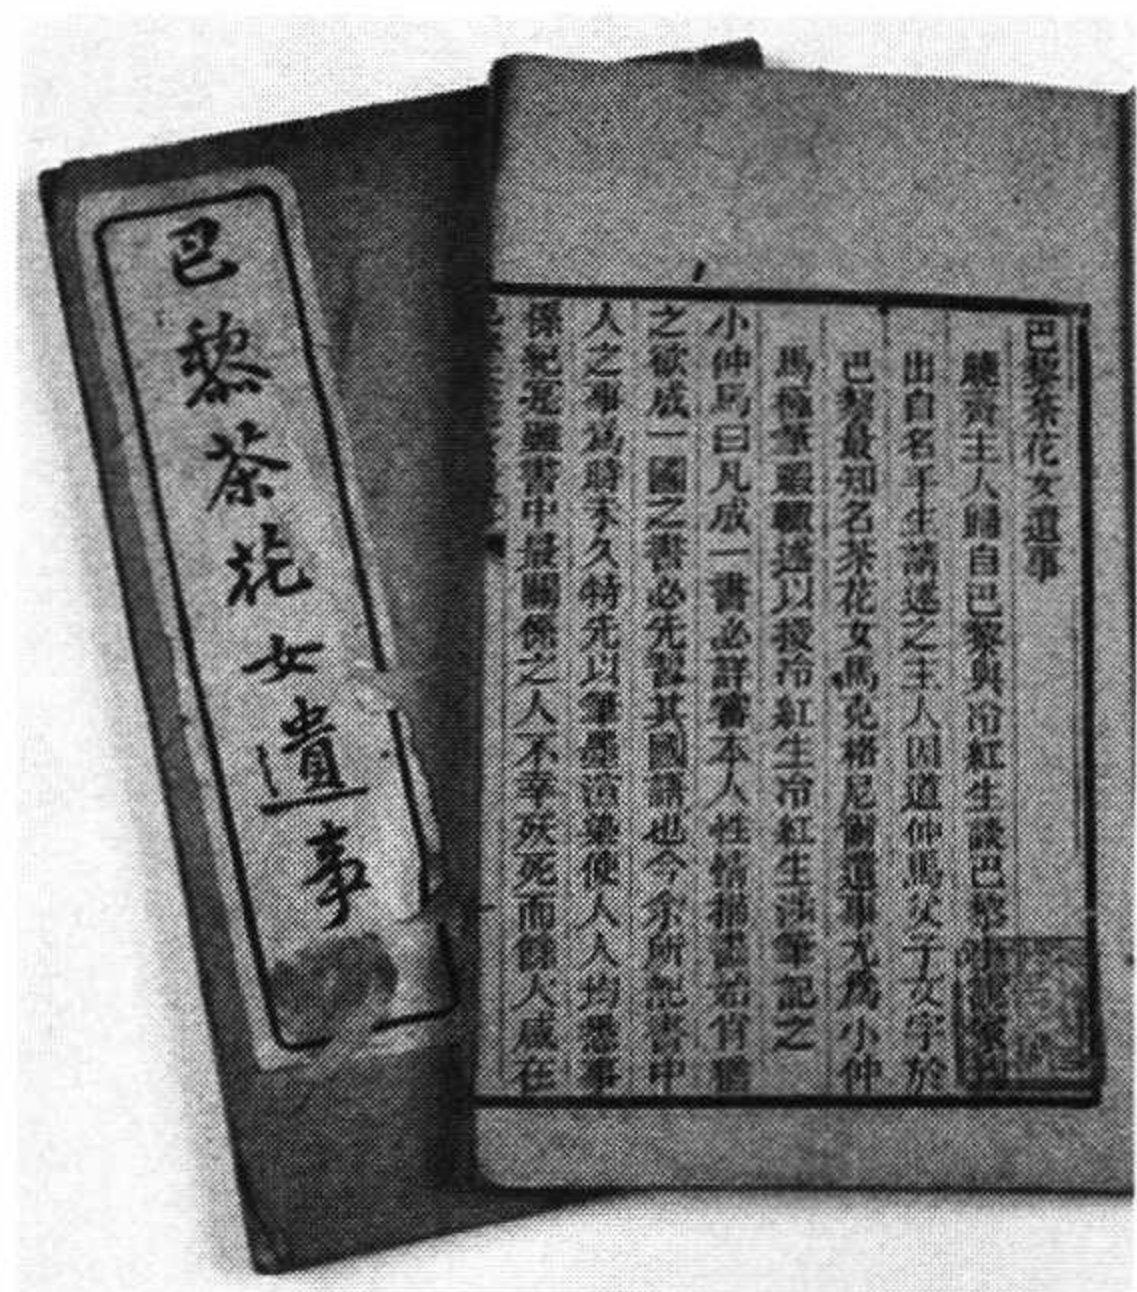 巴黎茶花女遺事
巴黎茶花女遺事
曉齋主人歸自巴黎與冷紅生談巴黎小說家均
出自名手生請述之主人因道仲馬父子文字於
巴黎最知名茶花女馬克格尼爾遺事尤爲小仲
馬極筆暇輒述以授冷紅生冷紅生涉筆記之
小仲馬曰凡成一書必詳審本人性情描畫始肖猶
之欲成一國之書必先習其國語也今余所記書中
人之事爲時未久特先以筆墨渲染使人人均悉事
係紀實雖書中最關係之人不幸殀死而餘人咸在